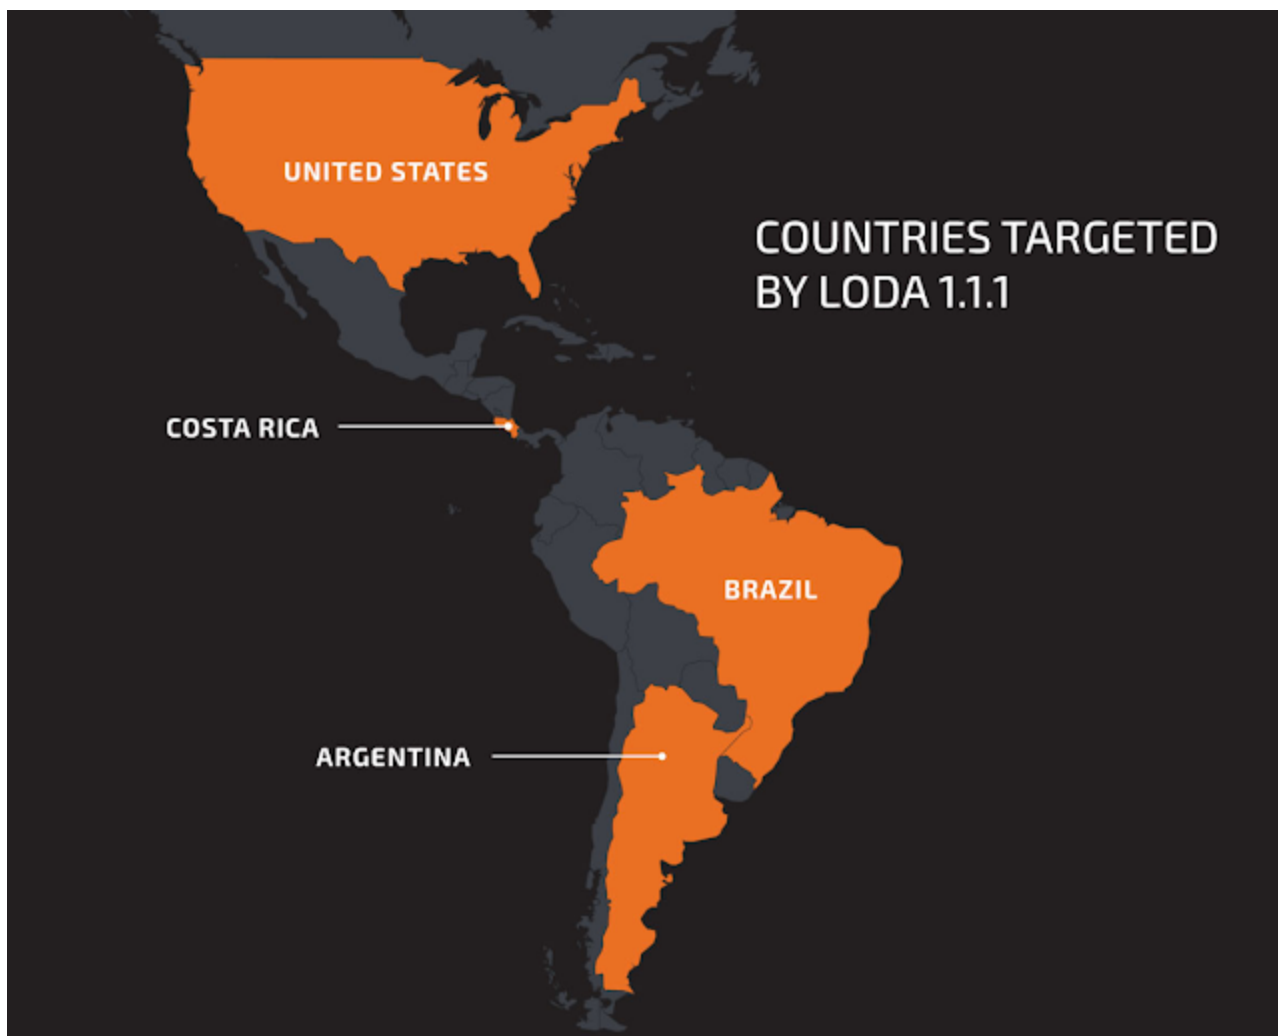 UNITED STATES
COUNTRIES TARGETED
BY LODA 1.1.1
COSTA RICA
BRAZIL
ARGENTINA